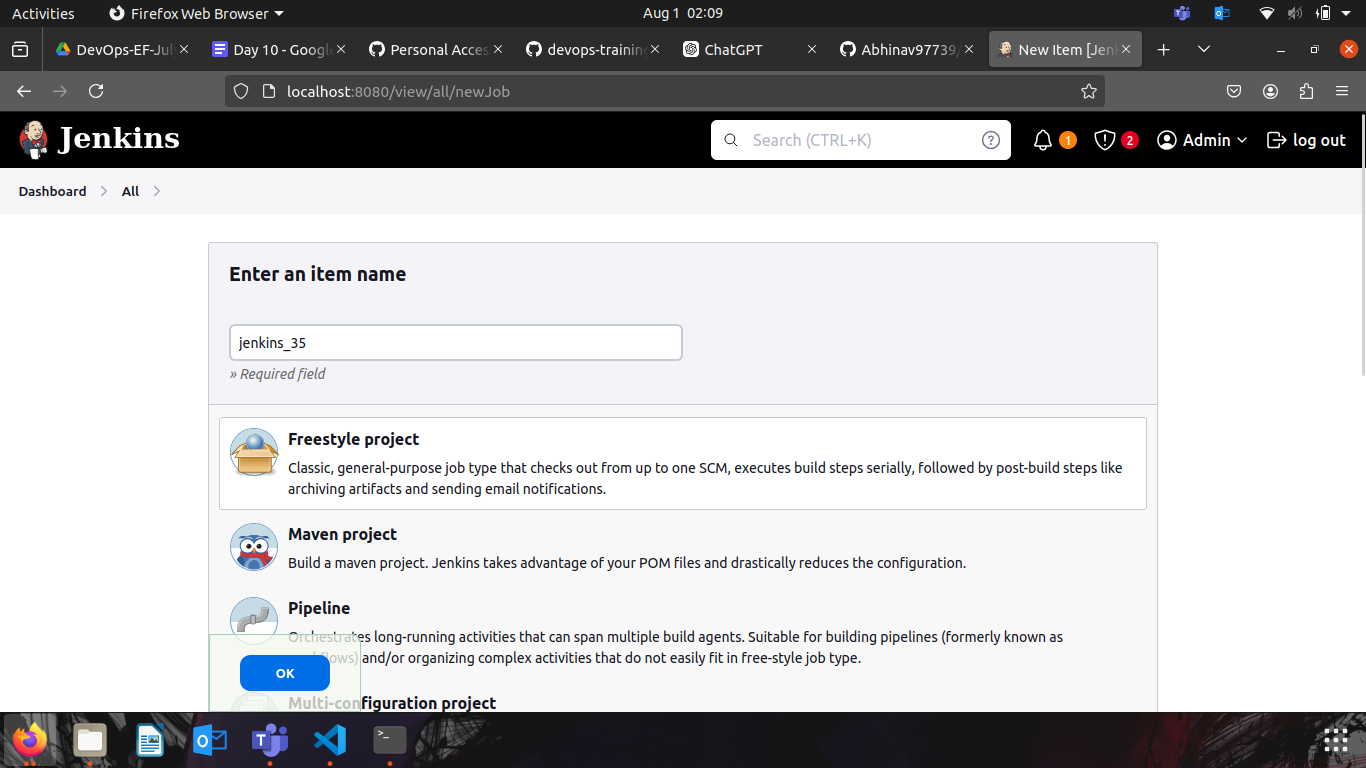 Activities Firefox Web Browser Aug 1 02:09
DevOps-EF-Jul Day 10 - Google Personal Acces devops-training ChatGPT Abhinav97739/ New Item [Jenk
localhost:8080/view/all/newJob
Jenkins Search (CTRL+K) 1 2 Admin log out
Dashboard All
Enter an item name
jenkins_35
» Required field
Freestyle project
Classic, general-purpose job type that checks out from up to one SCM, executes build steps serially, followed by post-build steps like
archiving artifacts and sending email notifications.
Maven project
Build a maven project. Jenkins takes advantage of your POM files and drastically reduces the configuration.
Pipeline
Orchestrates long-running activities that can span multiple build agents. Suitable for building pipelines (formerly known as
flows) and/or organizing complex activities that do not easily fit in free-style job type.
OK
Multi-configuration project